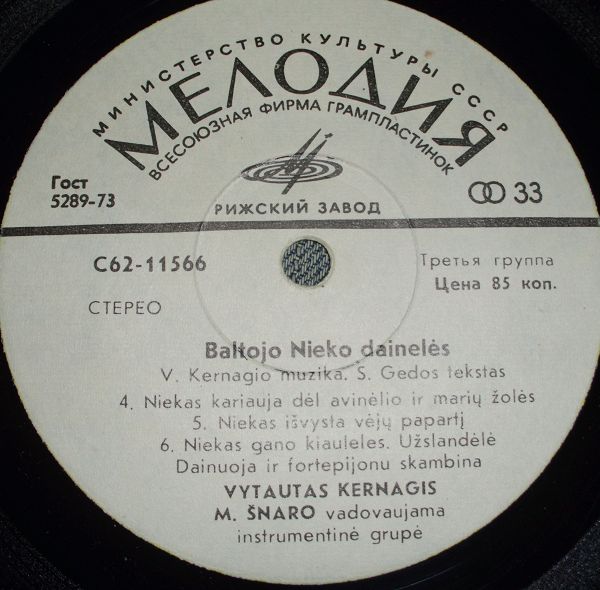 МИНИСТЕРСТВО КУЛЬТУРЫ СССР
МЕЛОДИЯ
ВСЕСОЮЗНАЯ ФИРМА ГРАМПЛАСТИНОК
Гост
5289-73
33
РИЖСКИЙ ЗАВОД
С62-11566
Третья группа
Цена 85 коп.
СТЕРЕО
Baltojo Nieko dainelės
V. Kernagio muzika. S. Gedos tekstas
4. Niekas kariauja dėl avinėlio ir marių žolės
5. Niekas išvysta vėjų papartį
6. Niekas gano kiauleles. Užslandėlė
Dainuoja ir fortepijonu skambina
VYTAUTAS KERNAGIS
M. ŠNARO vadovaujama
instrumentinė grupė